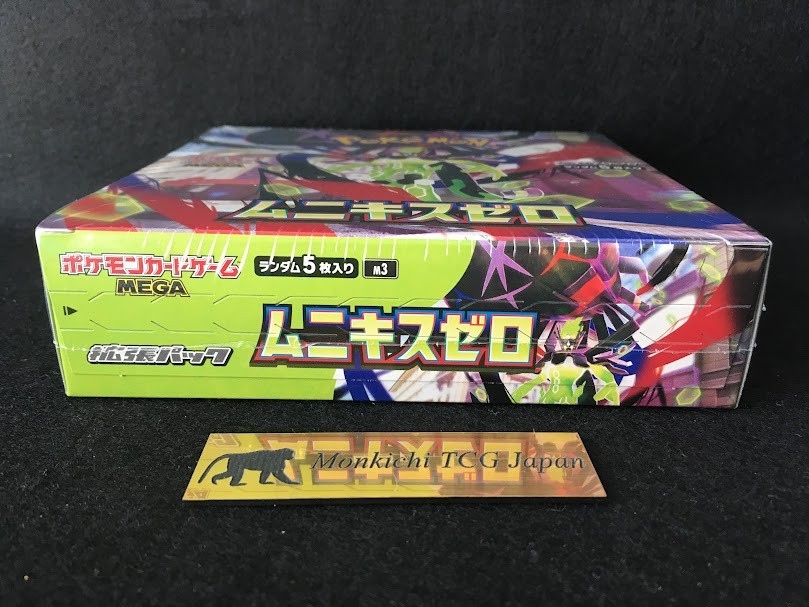 Pokémon
ムニキスゼロ
ポケモンカードゲーム
MEGA
ランダム5枚入り
M3
拡張パック
ムニキスゼロ
Monkichi TCG Japan